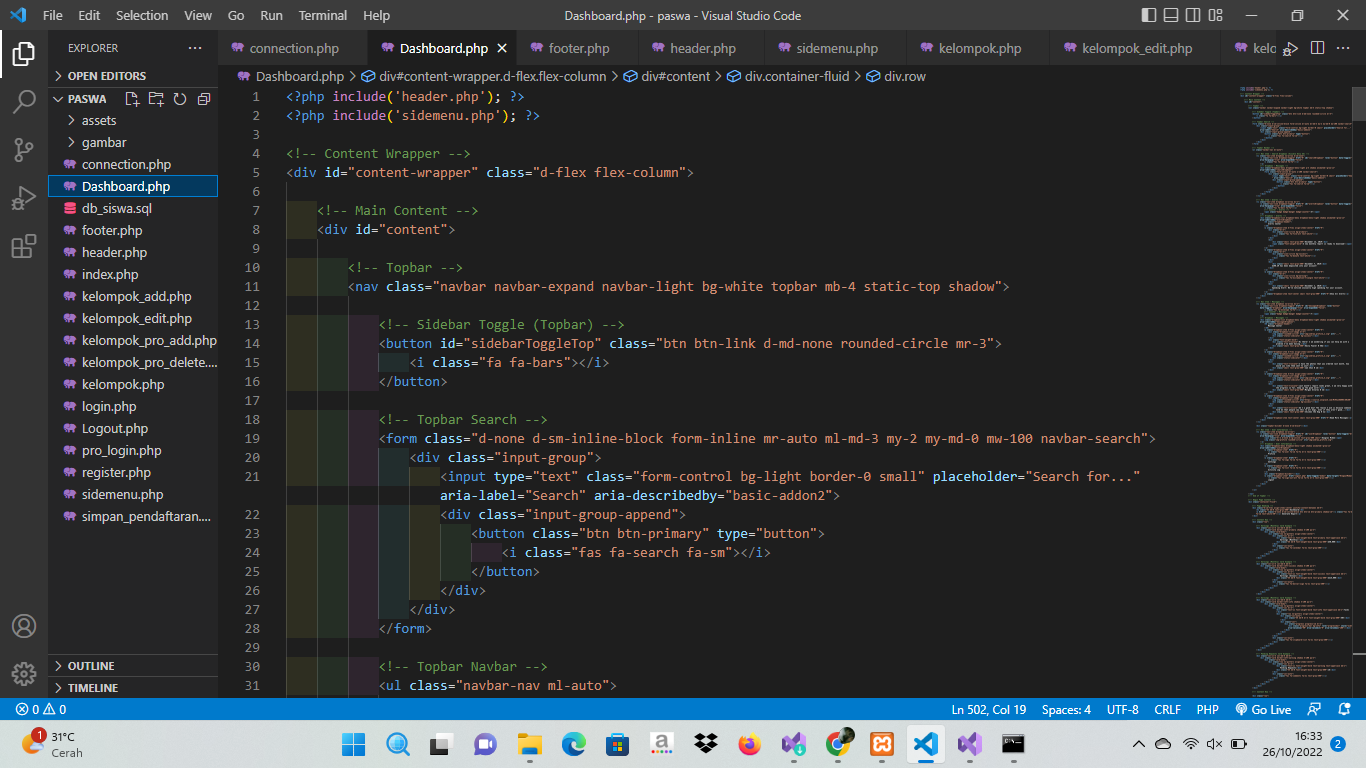 File Edit Selection View Go Run Terminal Help Dashboard.php - paswa - Visual Studio Code
EXPLORER
connection.php Dashboard.php footer.php header.php sidemenu.php kelompok.php kelompok_edit.php kelo
OPEN EDITORS
PASWA
assets
gambar
connection.php
Dashboard.php
db_siswa.sql
footer.php
header.php
index.php
kelompok_add.php
kelompok_edit.php
kelompok_pro_add.php
kelompok_pro_delete....
kelompok.php
login.php
Logout.php
pro_login.php
register.php
sidemenu.php
simpan_pendaftaran....
OUTLINE
TIMELINE
Dashboard.php > div#content-wrapper.d-flex.flex-column > div#content > div.container-fluid > div.row
1 <?php include('header.php'); ?>
2 <?php include('sidemenu.php'); ?>
3
4 <!-- Content Wrapper -->
5 <div id="content-wrapper" class="d-flex flex-column">
6
7 <!-- Main Content -->
8 <div id="content">
9
10 <!-- Topbar -->
11 <nav class="navbar navbar-expand navbar-light bg-white topbar mb-4 static-top shadow">
12
13 <!-- Sidebar Toggle (Topbar) -->
14 <button id="sidebarToggleTop" class="btn btn-link d-md-none rounded-circle mr-3">
15 <i class="fa fa-bars"></i>
16 </button>
17
18 <!-- Topbar Search -->
19 <form class="d-none d-sm-inline-block form-inline mr-auto ml-md-3 my-2 my-md-0 mw-100 navbar-search">
20 <div class="input-group">
21 <input type="text" class="form-control bg-light border-0 small" placeholder="Search for..."
aria-label="Search" aria-describedby="basic-addon2">
22 <div class="input-group-append">
23 <button class="btn btn-primary" type="button">
24 <i class="fas fa-search fa-sm"></i>
25 </button>
26 </div>
27 </div>
28 </form>
29
30 <!-- Topbar Navbar -->
31 <ul class="navbar-nav ml-auto">
0 0 Ln 502, Col 19 Spaces: 4 UTF-8 CRLF PHP Go Live
1 31°C
Cerah
16:33
26/10/2022 2